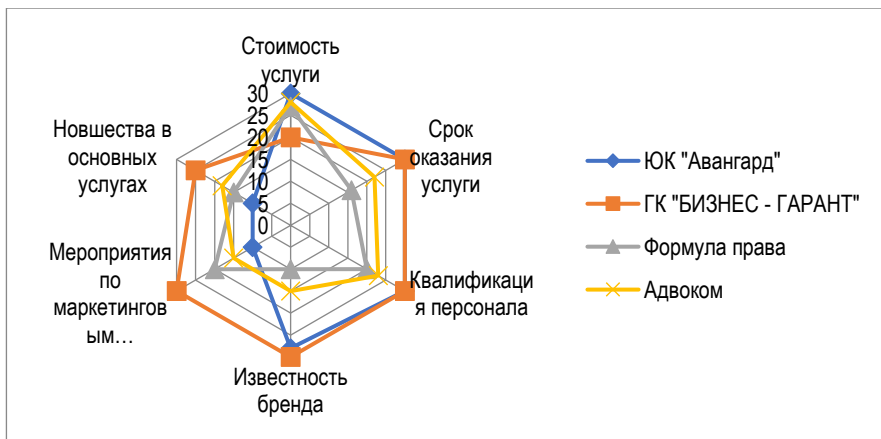 Стоимость
услуги
30
25
20
15
10
5
0
Срок
оказания
услуги
Квалификаци
я персонала
Известность
бренда
Мероприятия
по
маркетингов
ым...
Новшества в
основных
услугах
ЮК "Авангард"
ГК "БИЗНЕС - ГАРАНТ"
Формула права
Адвоком